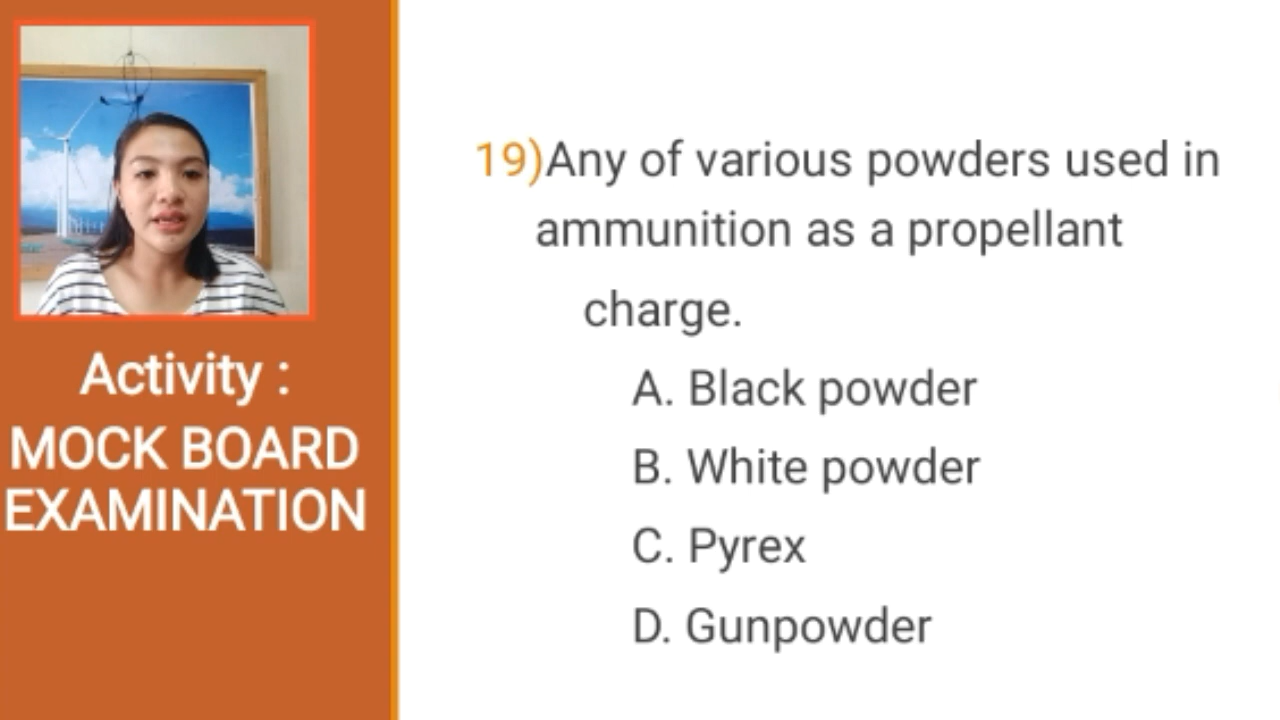 Activity :
MOCK BOARD
EXAMINATION
19)Any of various powders used in
ammunition as a propellant
charge.
A. Black powder
B. White powder
C. Pyrex
D. Gunpowder